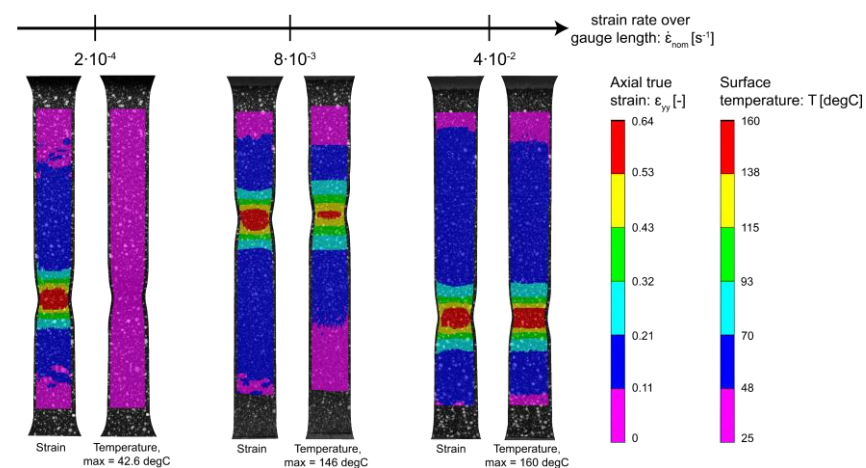 strain rate over
gauge length: ε̇nom [s-1]
2·10-4
8·10-3
4·10-2
Axial true
strain: εyy [-]
Surface
temperature: T [degC]
0.64
0.53
0.43
0.32
0.21
0.11
0
160
138
115
93
70
48
25
Strain
Temperature,
max = 42.6 degC
Strain
Temperature,
max = 146 degC
Strain
Temperature,
max = 160 degC